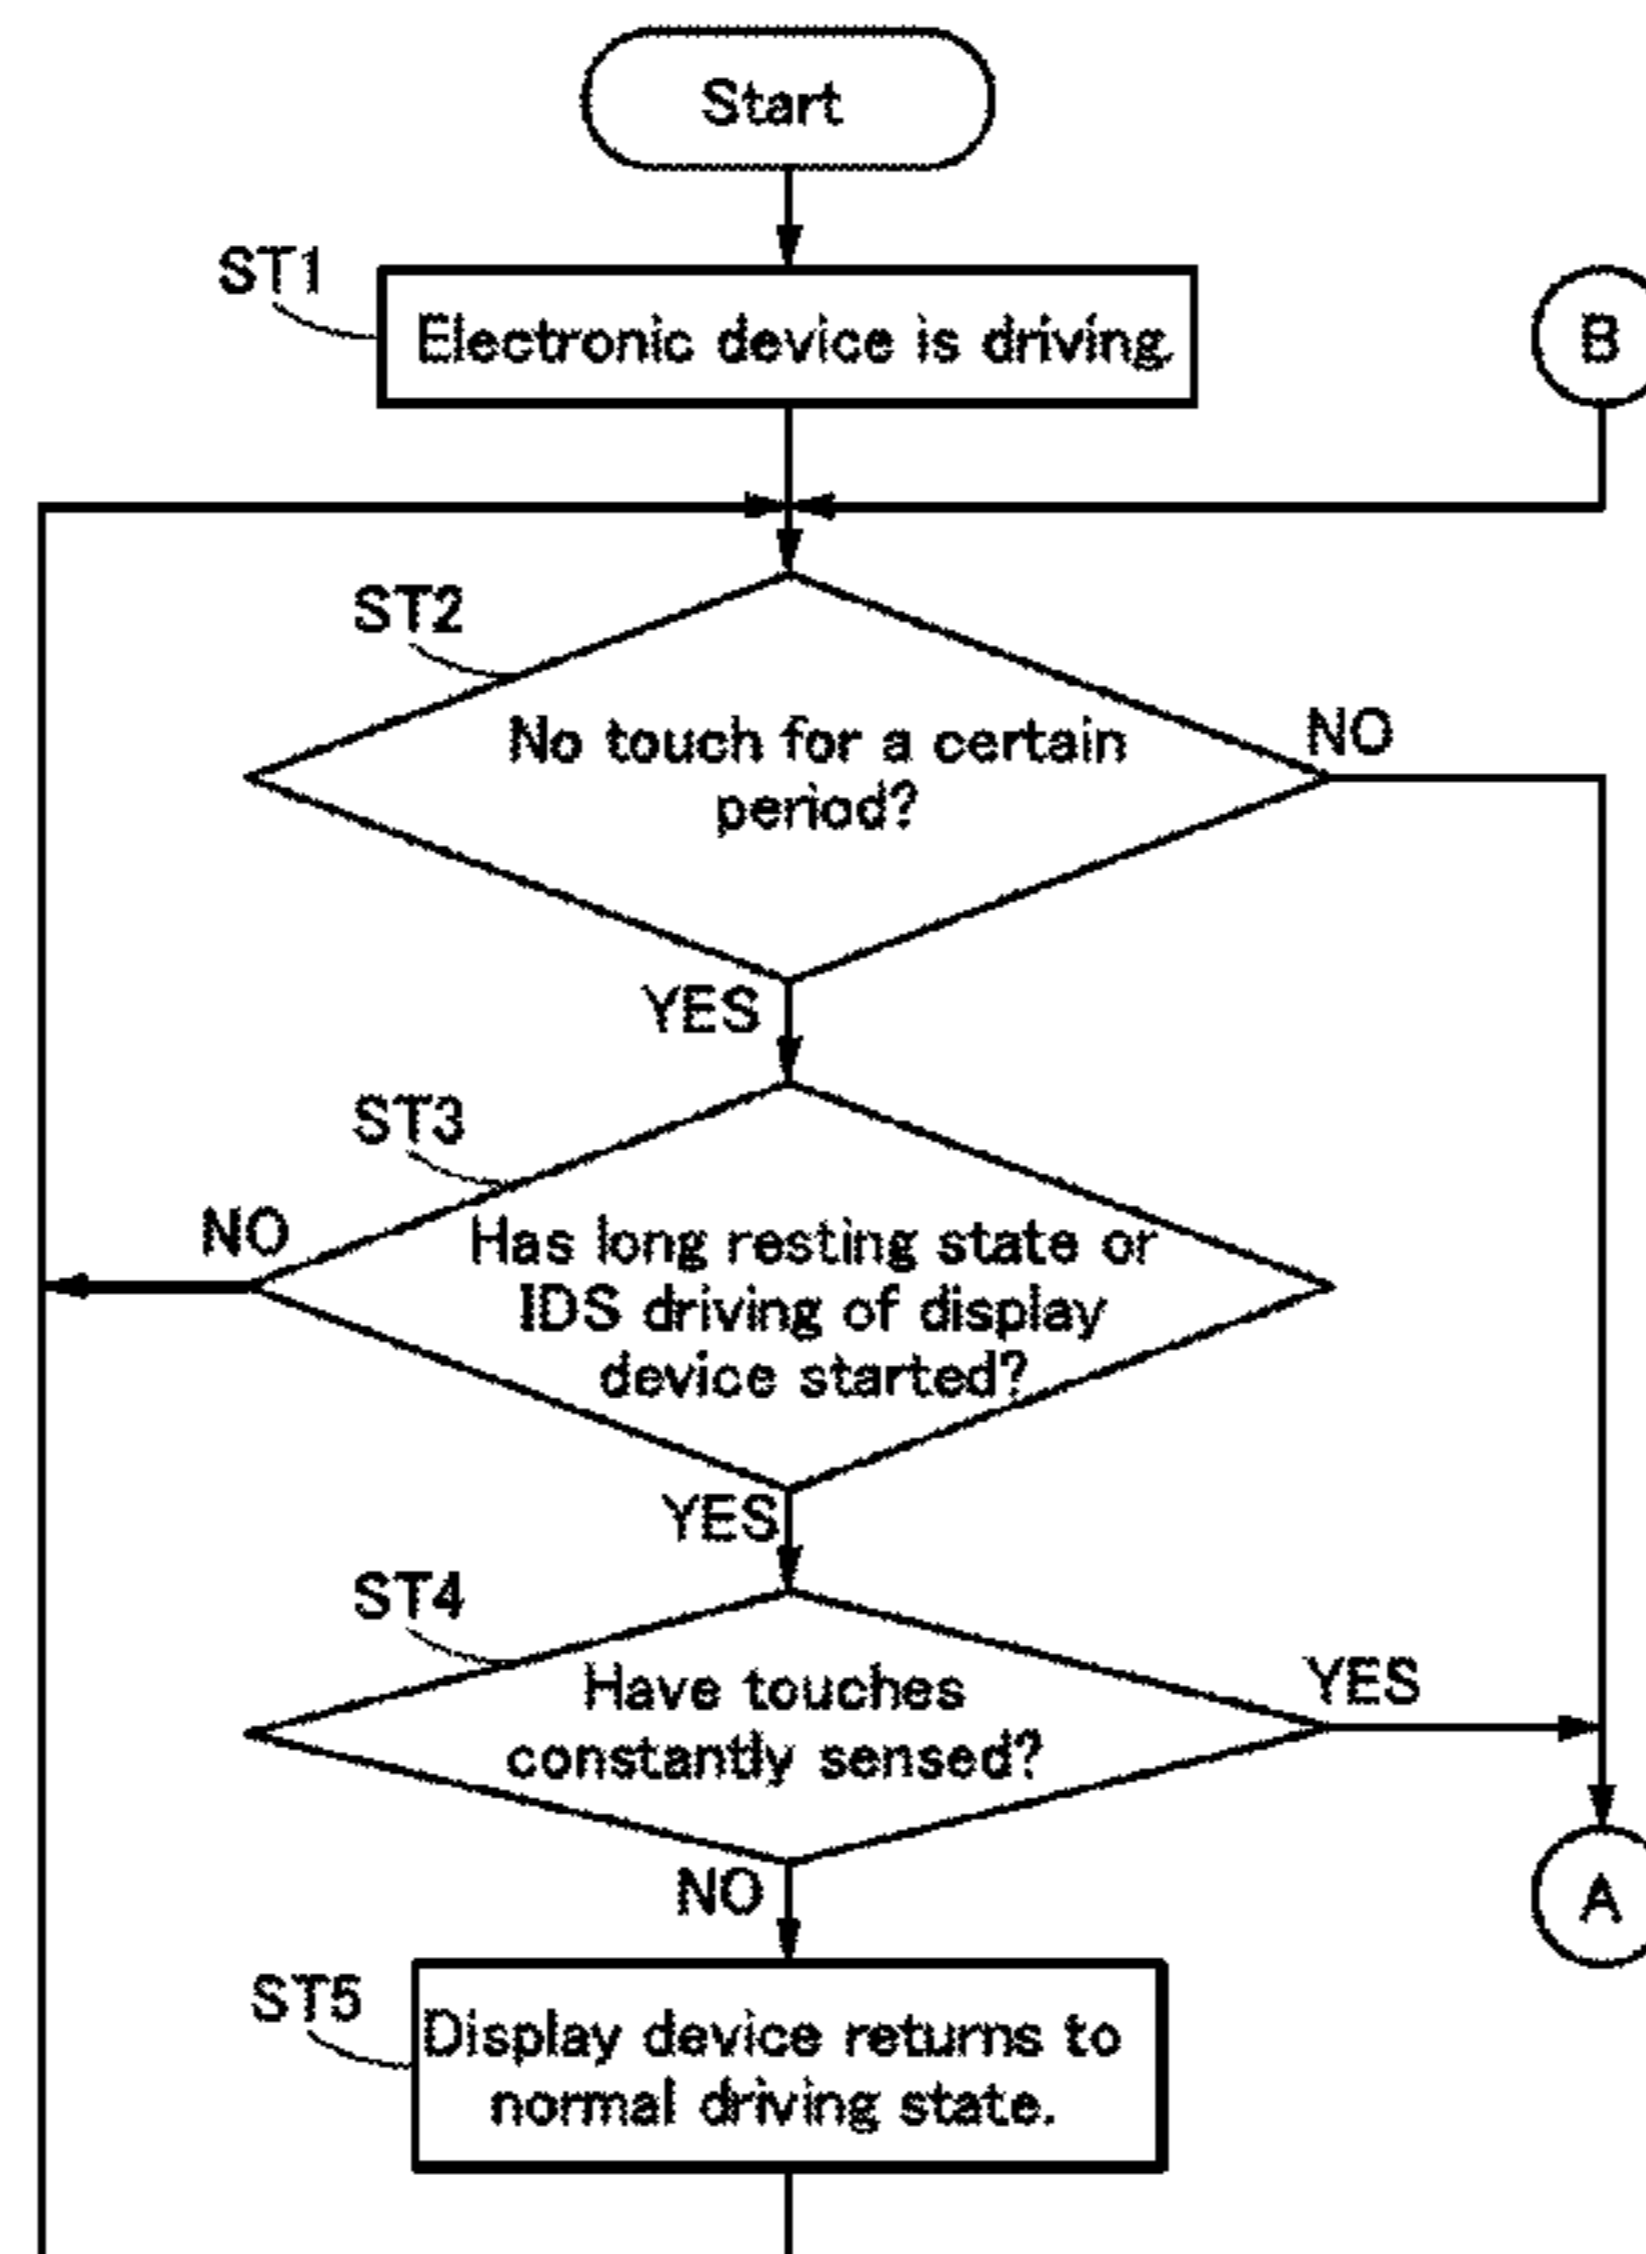 Start
ST1
Electronic device is driving.
B
ST2
No touch for a certain
period?
NO
YES
ST3
NO
Has long resting state or
IDS driving of display
device started?
YES
ST4
Have touches
constantly sensed?
YES
NO
A
ST5
Display device returns to
normal driving state.